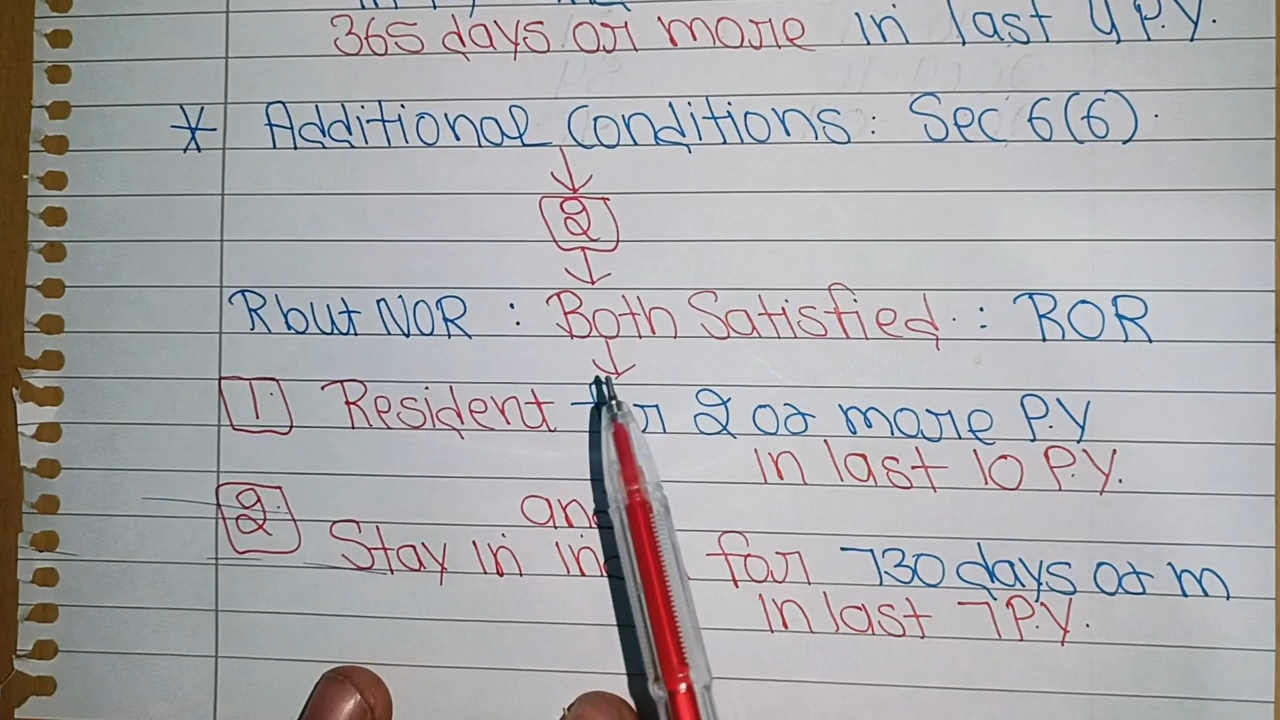 365 days or more in last 4 P.Y.
* Additional Conditions: Sec 6(6).
2
R but NOR : Both Satisfied : ROR
1 Resident for 2 or more P.Y
in last 10 P.Y.
and
2 Stay in in for 730 days or m
in last 7 P.Y.